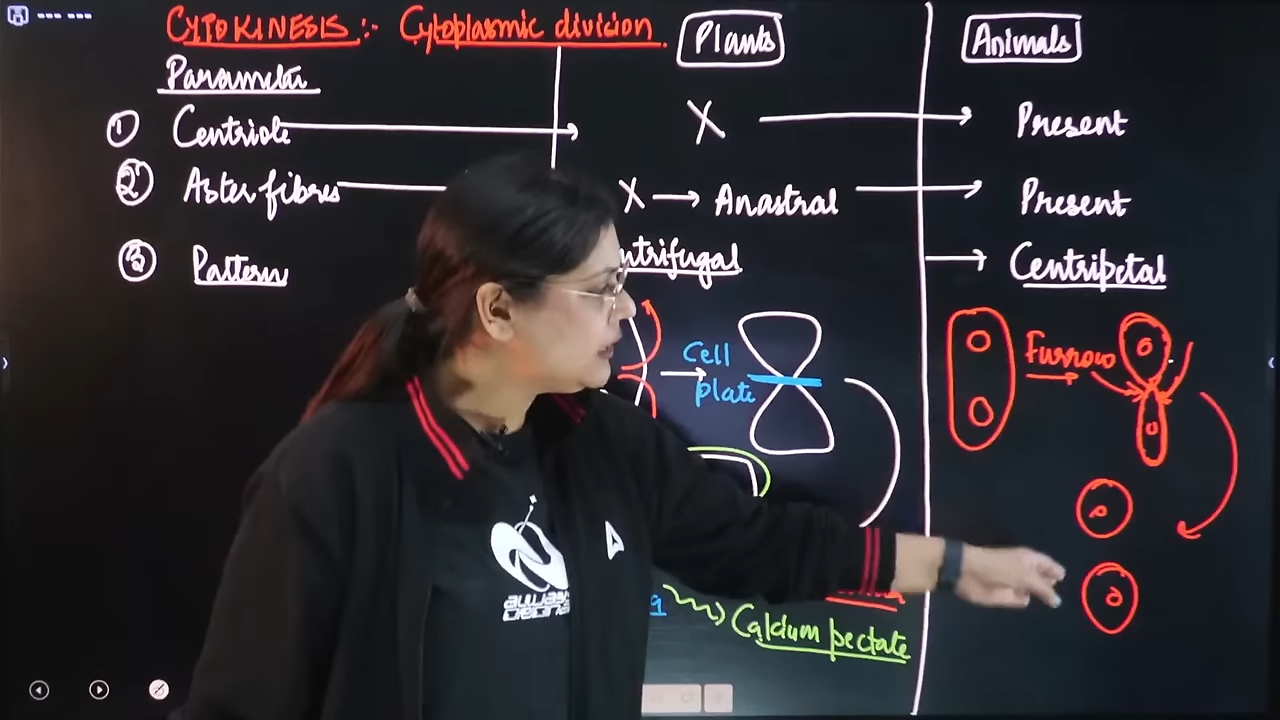 CYTOKINESIS :- Cytoplasmic division
Plants
Animals
Parameter
① Centriole
X
Present
② Aster fibres
X → Anastral
Present
③ Pattern
ntrifugal
Centripetal
Cell
plate
Furrow
Calcium pectate